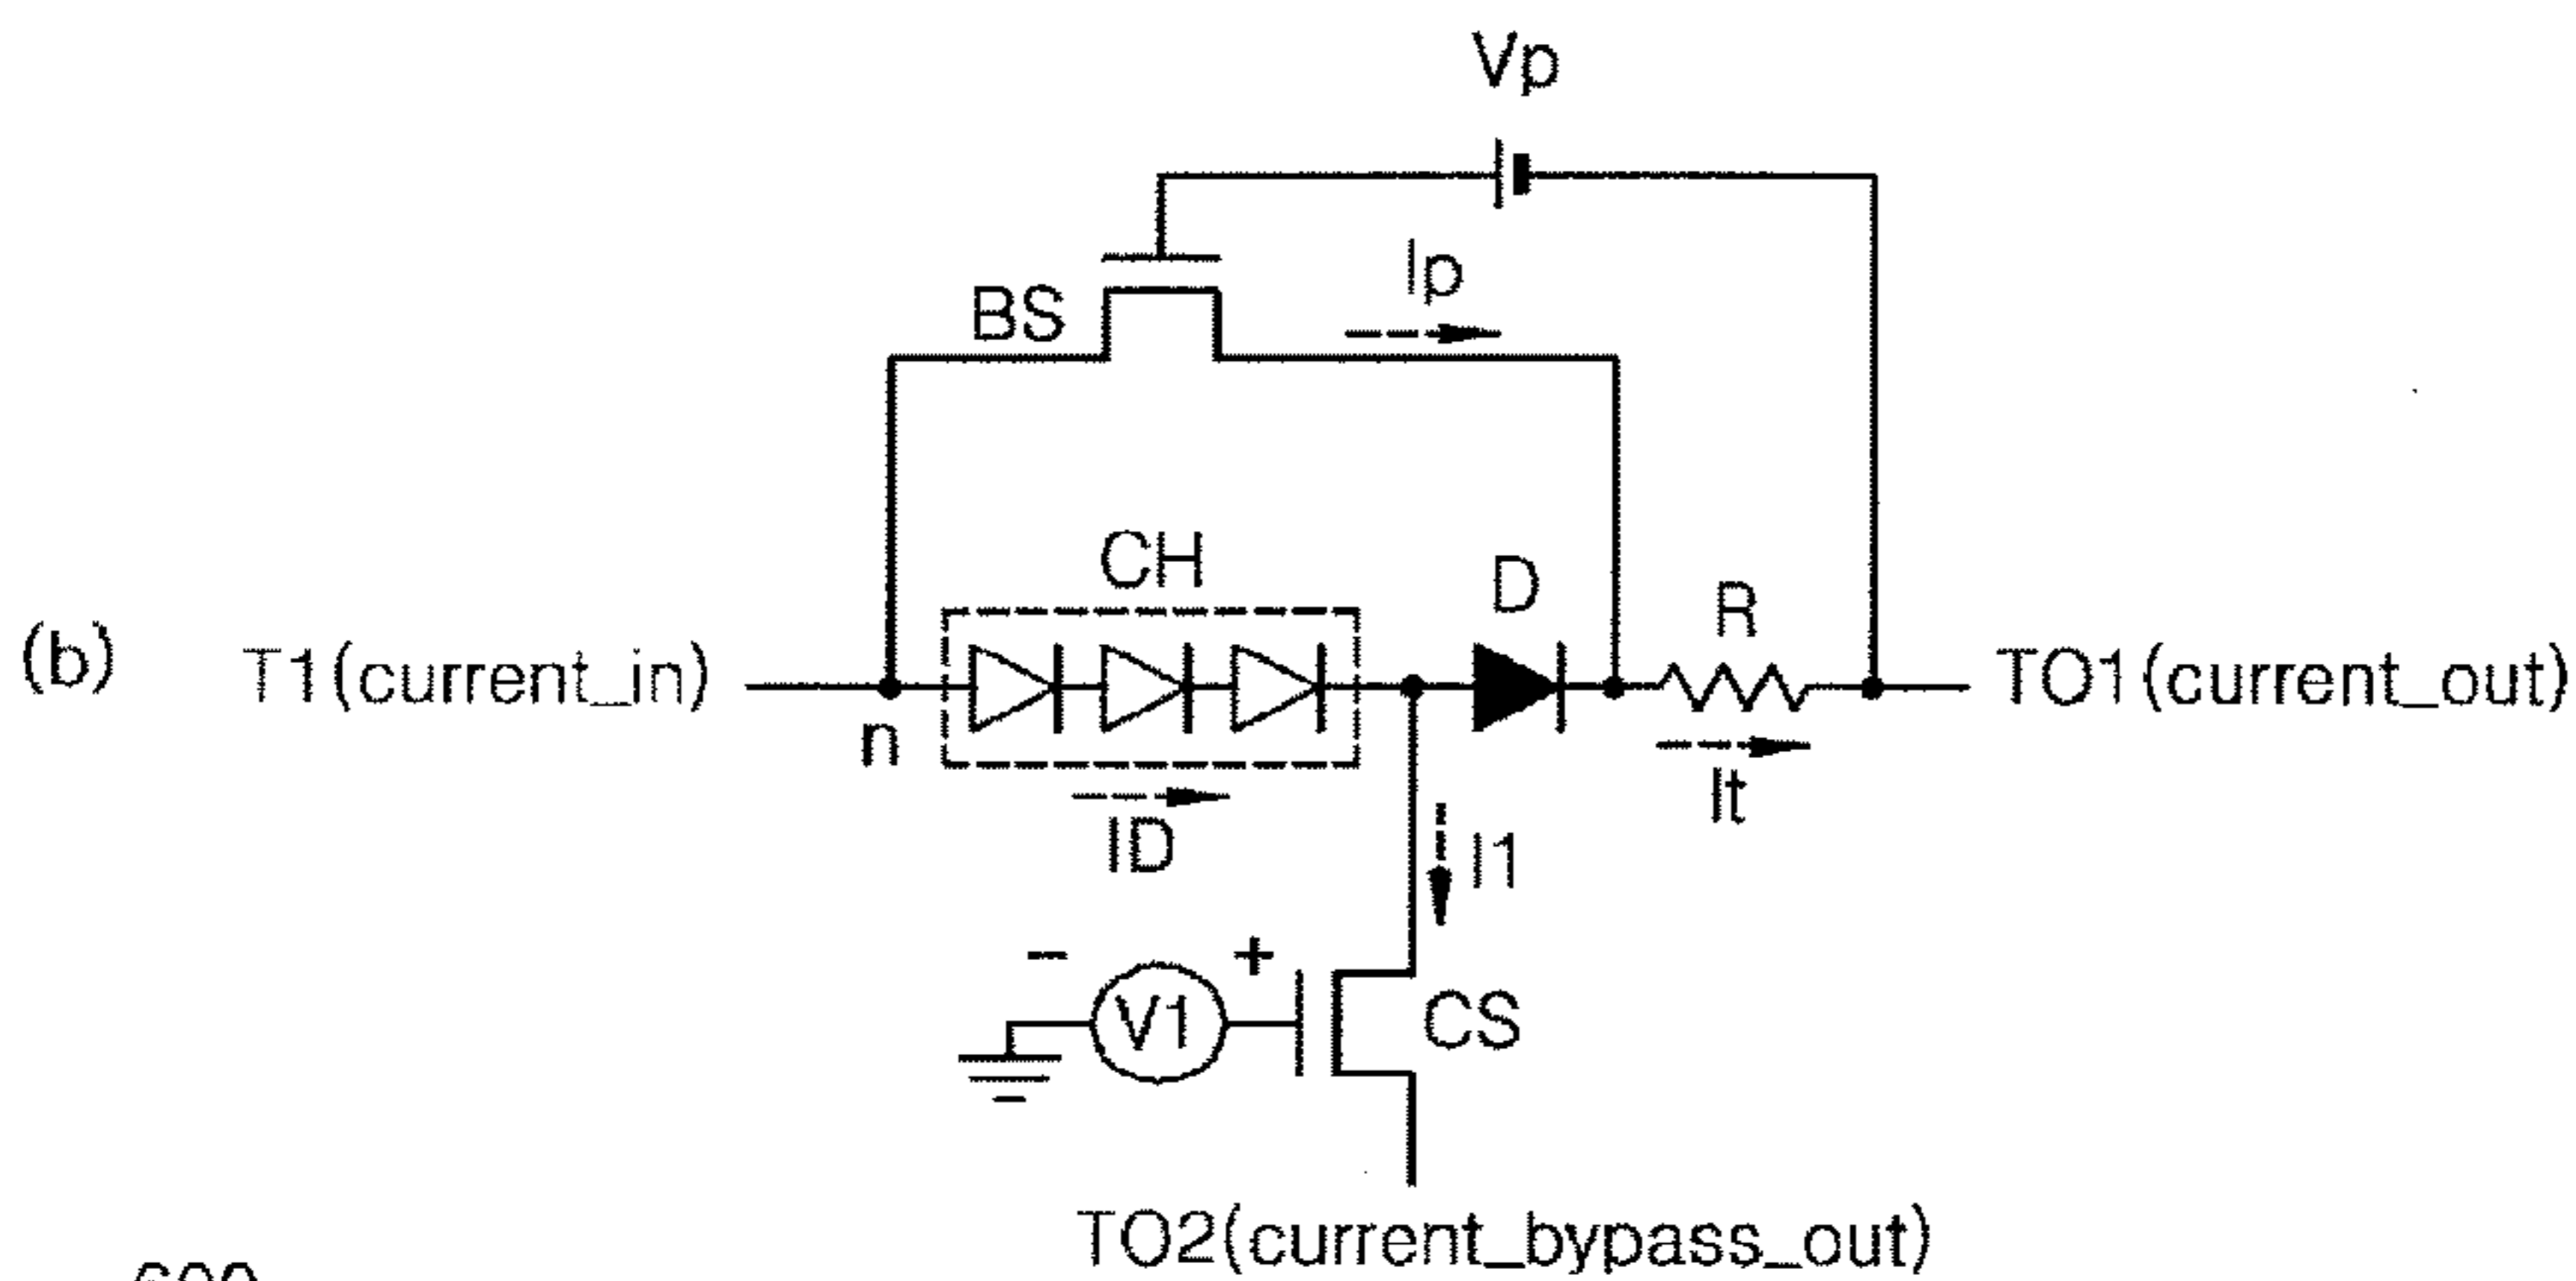 Vp
Ip
BS
CH
D
R
(b)
T1(current_in)
TO1(current_out)
n
It
ID
I1
− +
V1
CS
TO2(current_bypass_out)